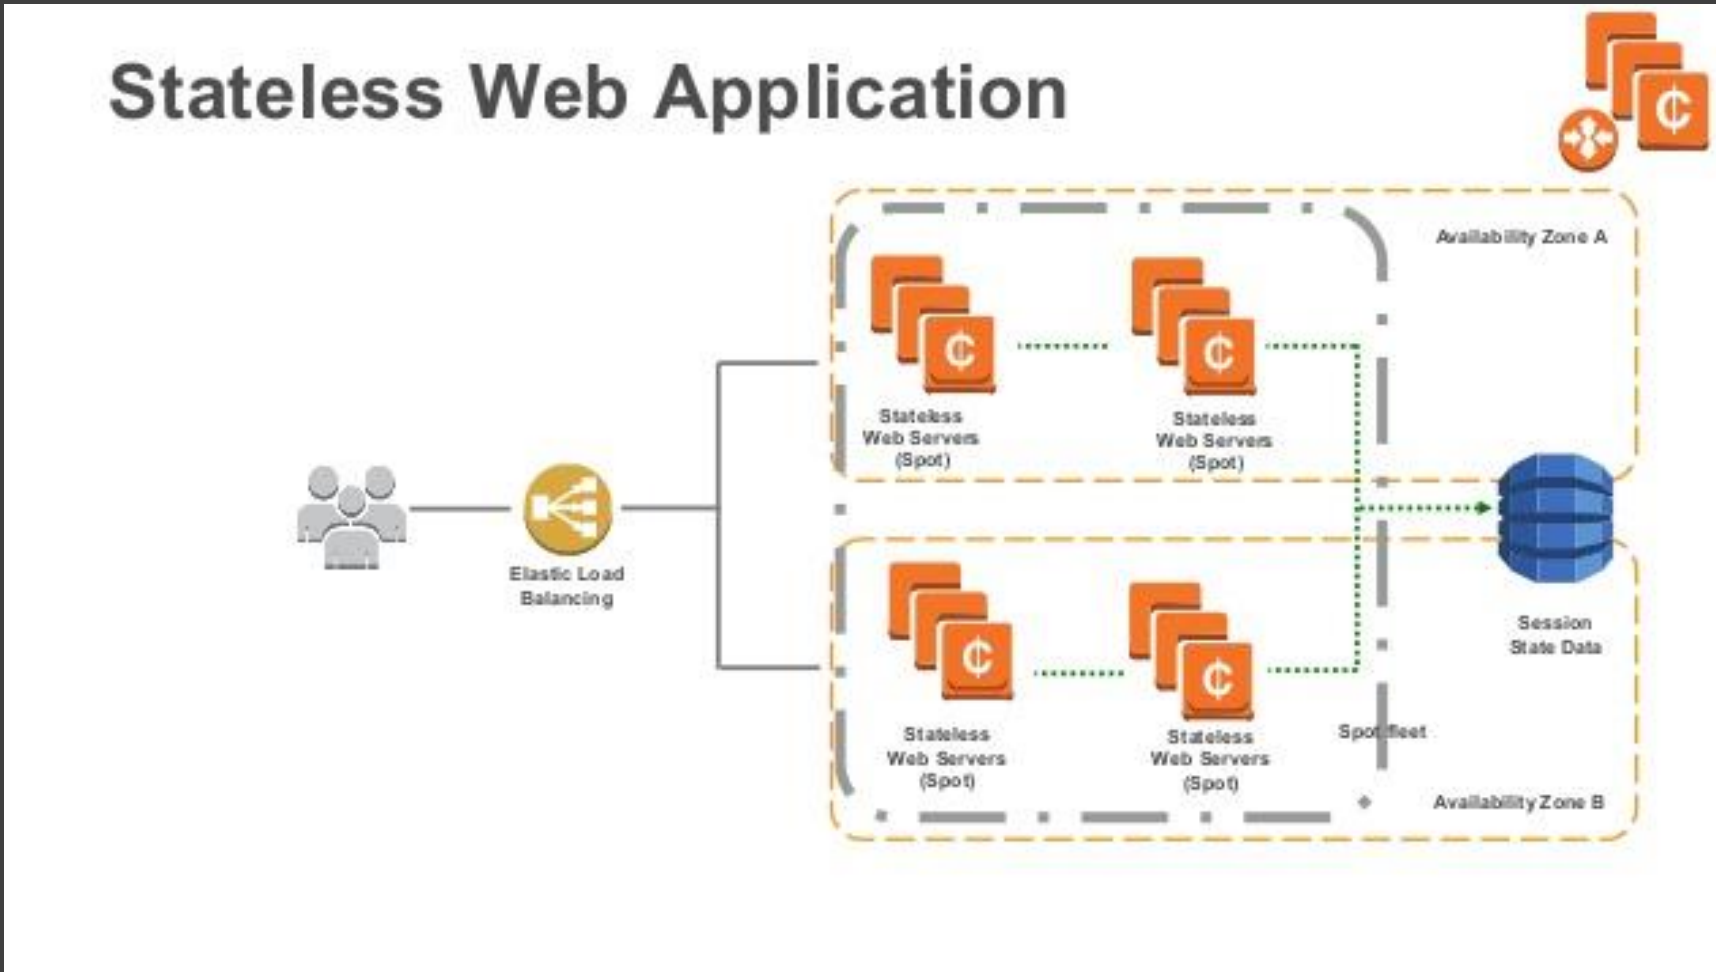 Stateless Web Application
Availability Zone A
Stateless
Web Servers
(Spot)
Stateless
Web Servers
(Spot)
Elastic Load
Balancing
Session
State Data
Stateless
Web Servers
(Spot)
Stateless
Web Servers
(Spot)
Spot fleet
Availability Zone B